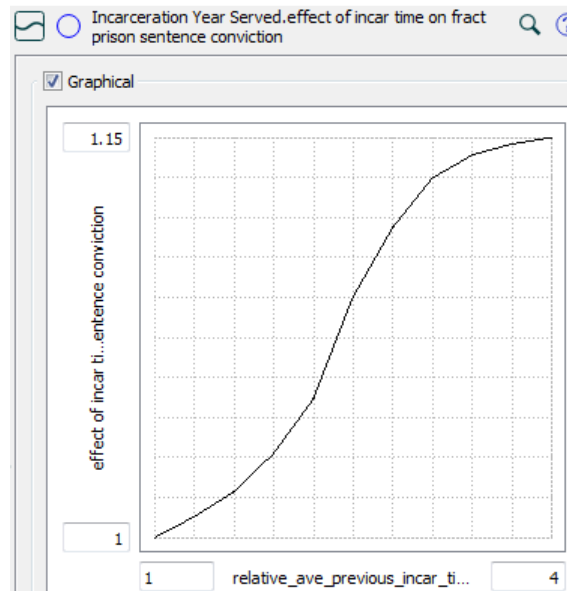 Incarceration Year Served.effect of incar time on fract
prison sentence conviction
?
Graphical
1.15
effect of incar ti...entence conviction
1
1
relative_ave_previous_incar_ti...
4